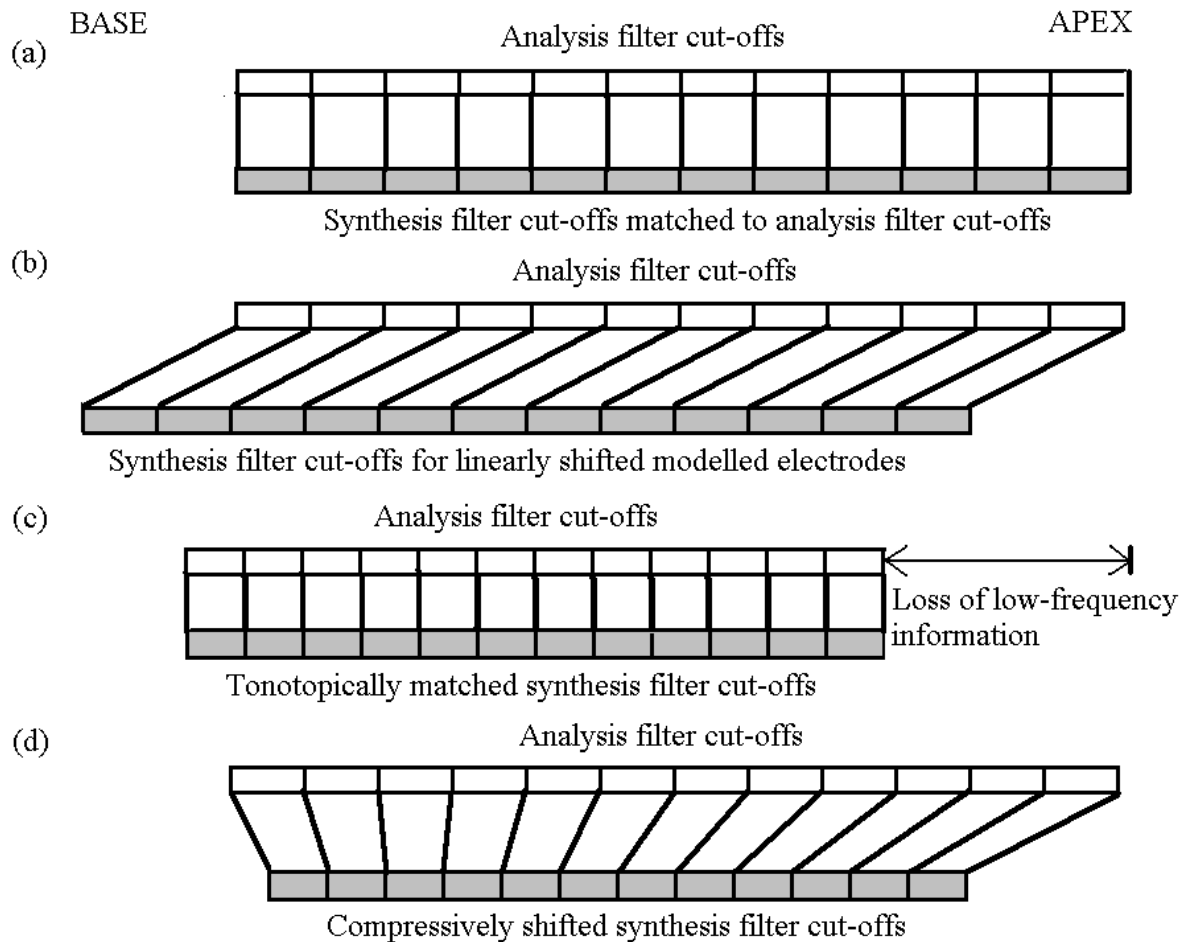 BASE
APEX
(a)
Analysis filter cut-offs
Synthesis filter cut-offs matched to analysis filter cut-offs
(b)
Analysis filter cut-offs
Synthesis filter cut-offs for linearly shifted modelled electrodes
(c)
Analysis filter cut-offs
Loss of low-frequency
information
Tonotopically matched synthesis filter cut-offs
(d)
Analysis filter cut-offs
Compressively shifted synthesis filter cut-offs